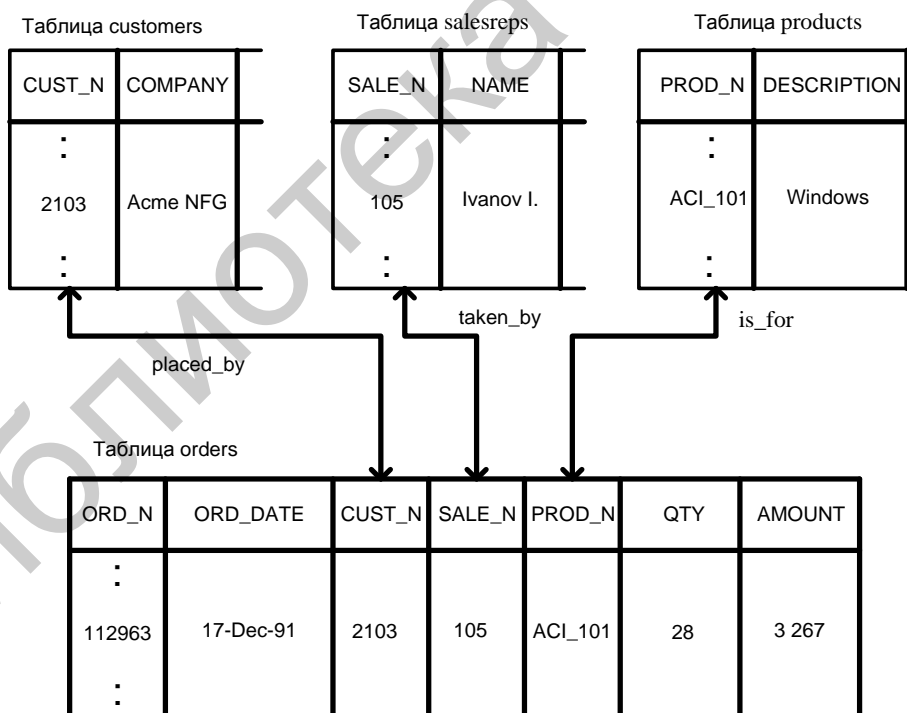 Таблица customers
Таблица salesreps
Таблица products
CUST_N COMPANY
SALE_N NAME
PROD_N DESCRIPTION
:
:
:
2103 Acme NFG
105 Ivanov I.
ACI_101 Windows
:
:
:
placed_by
taken_by
is_for
Таблица orders
ORD_N ORD_DATE CUST_N SALE_N PROD_N QTY AMOUNT
:
112963 17-Dec-91 2103 105 ACI_101 28 3 267
: